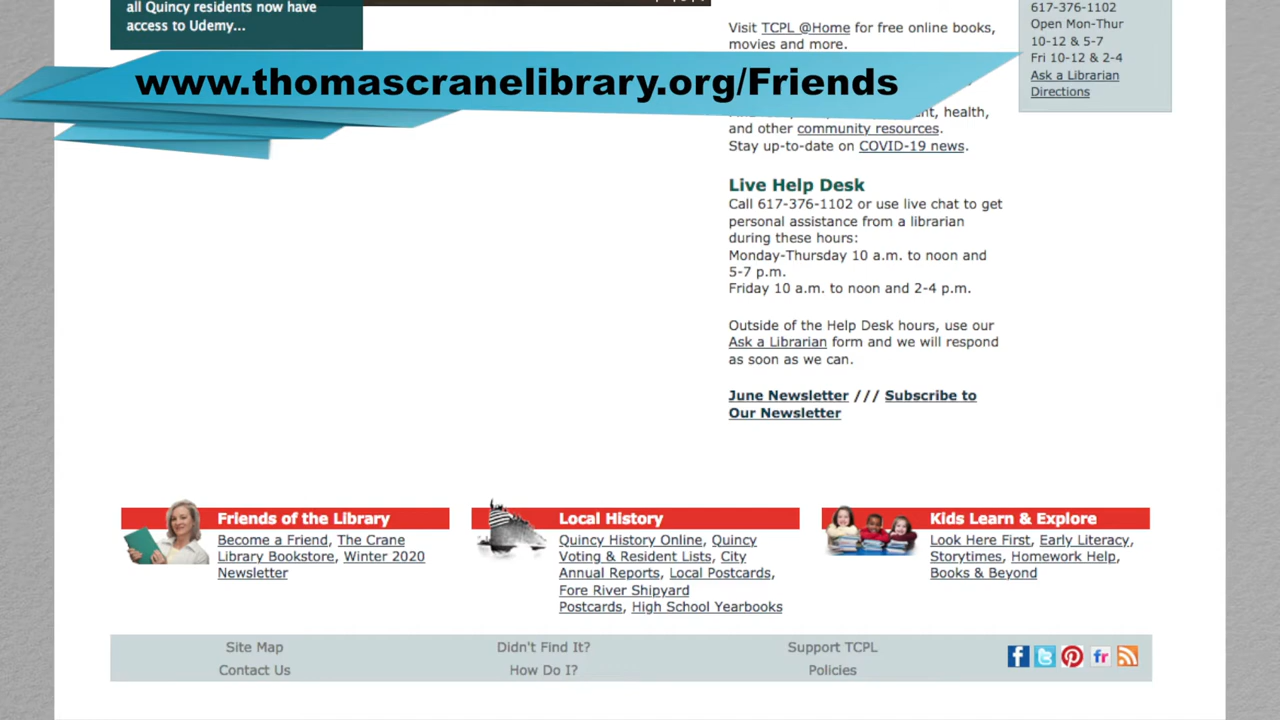 all Quincy residents now have
access to Udemy...
www.thomascranelibrary.org/Friends
Visit TCPL @Home for free online books,
movies and more.
health,
and other community resources.
Stay up-to-date on COVID-19 news.
Live Help Desk
Call 617-376-1102 or use live chat to get
personal assistance from a librarian
during these hours:
Monday-Thursday 10 a.m. to noon and
5-7 p.m.
Friday 10 a.m. to noon and 2-4 p.m.
Outside of the Help Desk hours, use our
Ask a Librarian form and we will respond
as soon as we can.
June Newsletter /// Subscribe to
Our Newsletter
617-376-1102
Open Mon-Thur
10-12 & 5-7
Fri 10-12 & 2-4
Ask a Librarian
Directions
Friends of the Library
Become a Friend, The Crane
Library Bookstore, Winter 2020
Newsletter
Local History
Quincy History Online, Quincy
Voting & Resident Lists, City
Annual Reports, Local Postcards,
Fore River Shipyard
Postcards, High School Yearbooks
Kids Learn & Explore
Look Here First, Early Literacy,
Storytimes, Homework Help,
Books & Beyond
Site Map
Contact Us
Didn't Find It?
How Do I?
Support TCPL
Policies